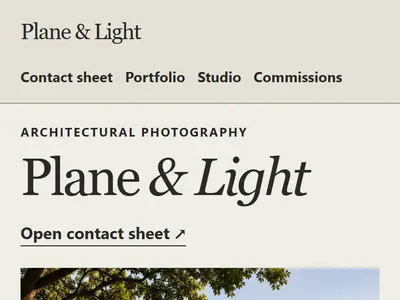 Plane & Light
Contact sheet Portfolio Studio Commissions
ARCHITECTURAL PHOTOGRAPHY
Plane & Light
Open contact sheet ↗